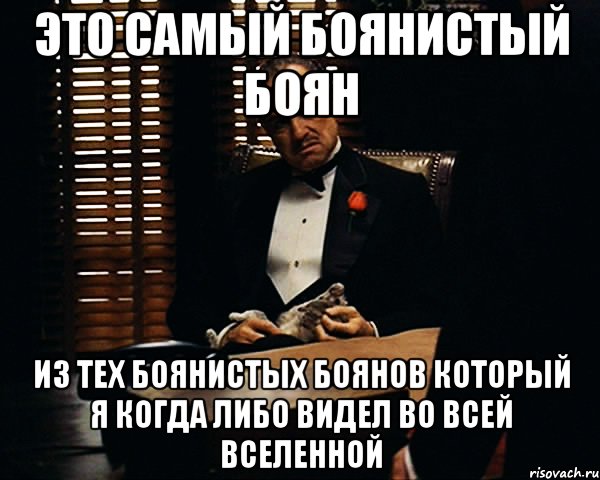 ЭТО САМЫЙ БОЯНИСТЫЙ
БОЯН
ИЗ ТЕХ БОЯНИСТЫХ БОЯНОВ КОТОРЫЙ
Я КОГДА ЛИБО ВИДЕЛ ВО ВСЕЙ
ВСЕЛЕННОЙ
risovach.ru